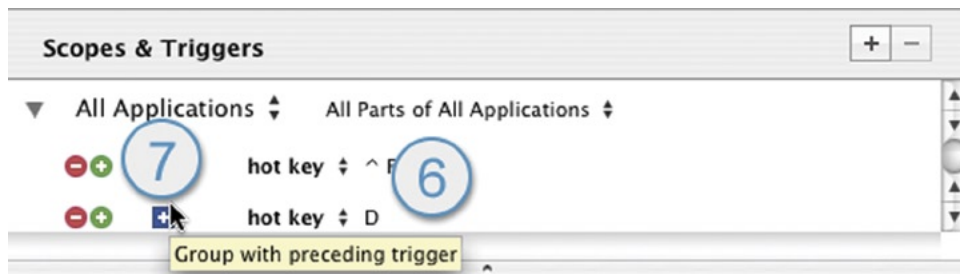 Scopes & Triggers
All Applications All Parts of All Applications
7 hot key ^ 6
hot key D
Group with preceding trigger